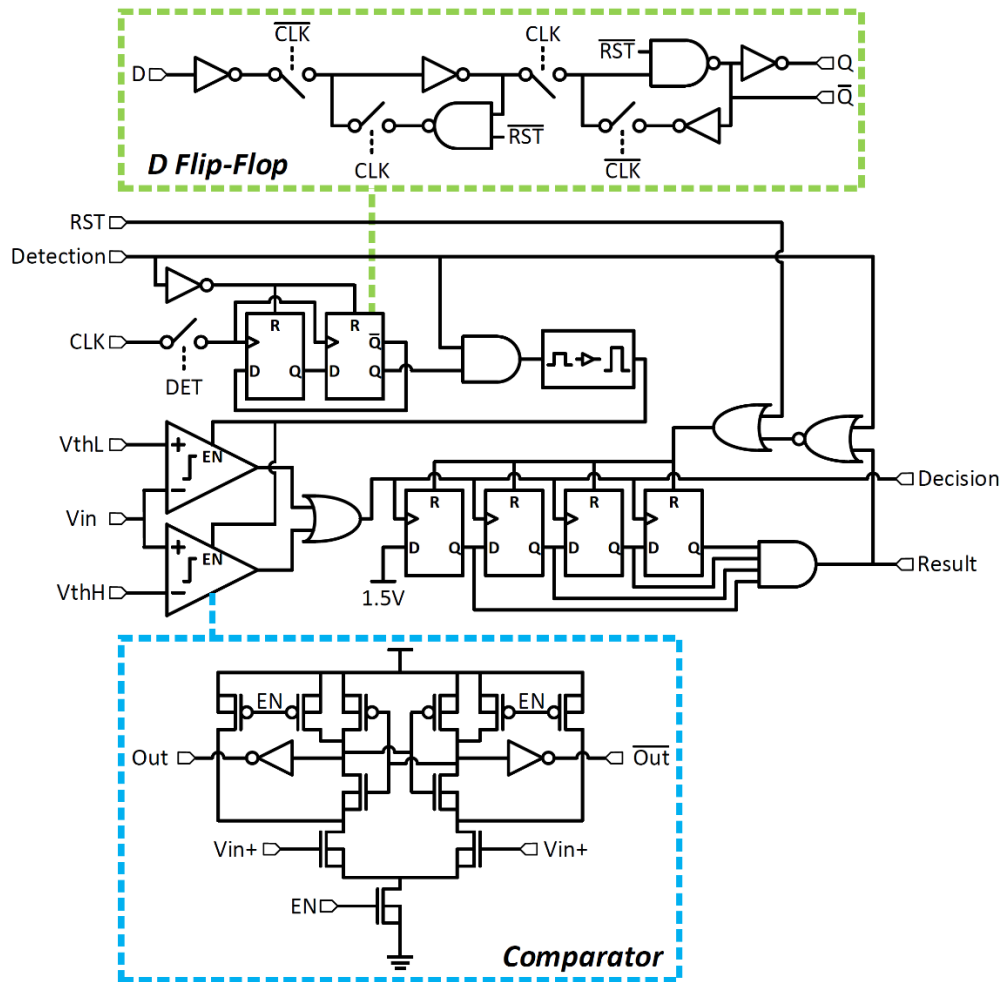 CLK CLK
D RST Q
Q
RST
CLK CLK
D Flip-Flop
RST
Detection
R R
CLK Q
D Q D Q
DET
VthL + EN
−
R R R R Decision
Vin
+ EN
D Q D Q D Q D Q
Result
VthH −
1.5V
EN EN
Out Out
Vin+ Vin+
EN
Comparator